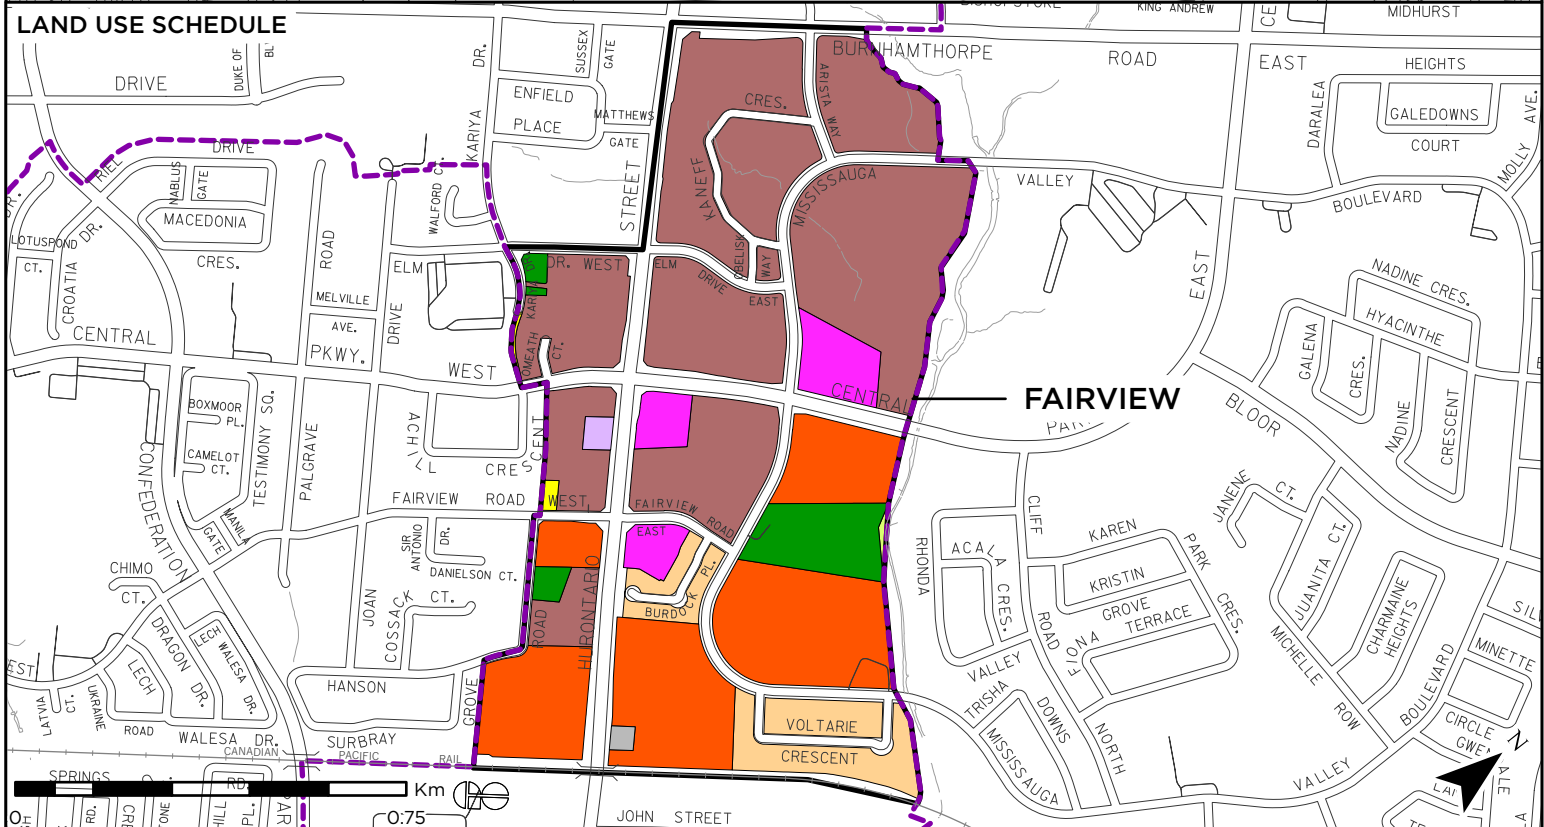 LAND USE SCHEDULE
KING ANDREW
MIDHURST
DRIVE
DUKE OF
DR.
SUSSEX
GATE
BURNHAMTHORPE
ROAD
EAST
HEIGHTS
ENFIELD
PLACE
MATTHEWS
GATE
KARIYA
STREET
CRES.
ARISTA WAY
DARALEA
GALEDOWNS
COURT
AVE.
MOLLY
DRIVE
RIEL
NABLUS
GATE
MACEDONIA
CRES.
WALFORD CT.
KANEFF
MISSISSAUGA
VALLEY
BOULEVARD
LOTUSPOND
CT.
DR.
CROATIA
ROAD
ELM
DR. WEST
ELM
DRIVE
EAST
OBELISK
WAY
EAST
NADINE CRES.
HYACINTHE
MELVILLE
AVE.
DRIVE
CENTRAL
PKWY.
WEST
OMEATH
CT.
GALENA
CRES.
NADINE
CRESCENT
CENTRAL
FAIRVIEW
BLOOR
BOXMOOR
PL.
CAMELOT
CT.
TESTIMONY SQ.
PALGRAVE
ACHILL
CRESCENT
CONFEDERATION
MANILA
GATE
FAIRVIEW ROAD WEST
FAIRVIEW ROAD
EAST
SIR ANTONIO
DR.
DANIELSON CT.
CHIMO
CT.
JOAN
COSSACK
CT.
ROAD
HURONTARIO
BURDOCK
PL.
RHONDA
ACALA
CRES.
CLIFF
ROAD
KAREN
PARK
CRES.
KRISTIN
GROVE
TERRACE
FIONA
JANENE
CT.
JUANITA CT.
CHARMAINE
HEIGHTS
MICHELLE
ROW
BOULEVARD
MINETTE
CIRCLE
DRAGON DR.
LECH
WALESA DR.
LECH
UKRAINE
LATVIA
CT.
ROAD
WALESA DR.
HANSON
GROVE
SURBRAY
CANADIAN
PACIFIC
RAIL
VALLEY
TRISHA
DOWNS
NORTH
MISSISSAUGA
VALLEY
VOLTARIE
CRESCENT
N
SPRINGS
RD.
PL.
RD.
Km
0
0.75
JOHN STREET